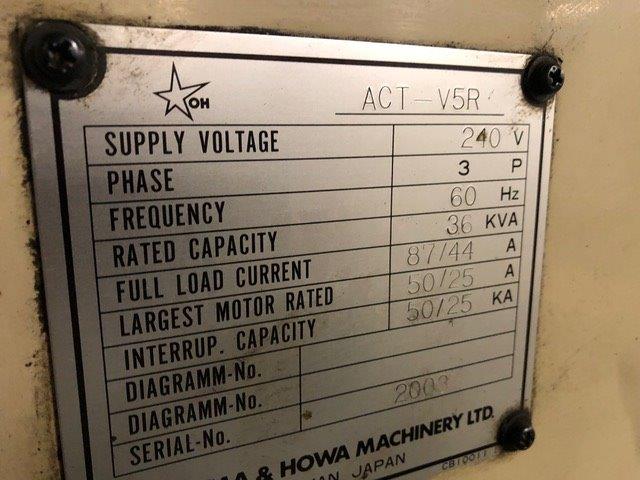 OH
ACT-V5R
SUPPLY VOLTAGE 240 V
PHASE 3 P
FREQUENCY 60 Hz
RATED CAPACITY 36 KVA
FULL LOAD CURRENT 87/44 A
LARGEST MOTOR RATED 50/25 A
INTERRUP. CAPACITY 50/25 KA
DIAGRAMM-No.
DIAGRAMM-No.
SERIAL-No.
& HOWA MACHINERY LTD.
JAPAN